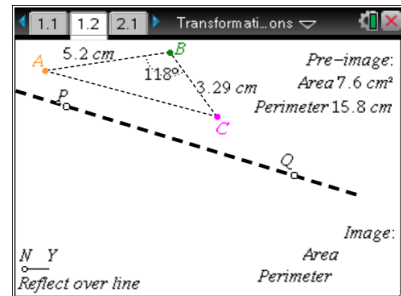 1.1 1.2 2.1 Transformati...ons
5.2 cm
B
A
118º
3.29 cm
Pre-image:
Area 7.6 cm²
Perimeter 15.8 cm
P
C
Q
Image:
Area
Perimeter
N Y
Reflect over line